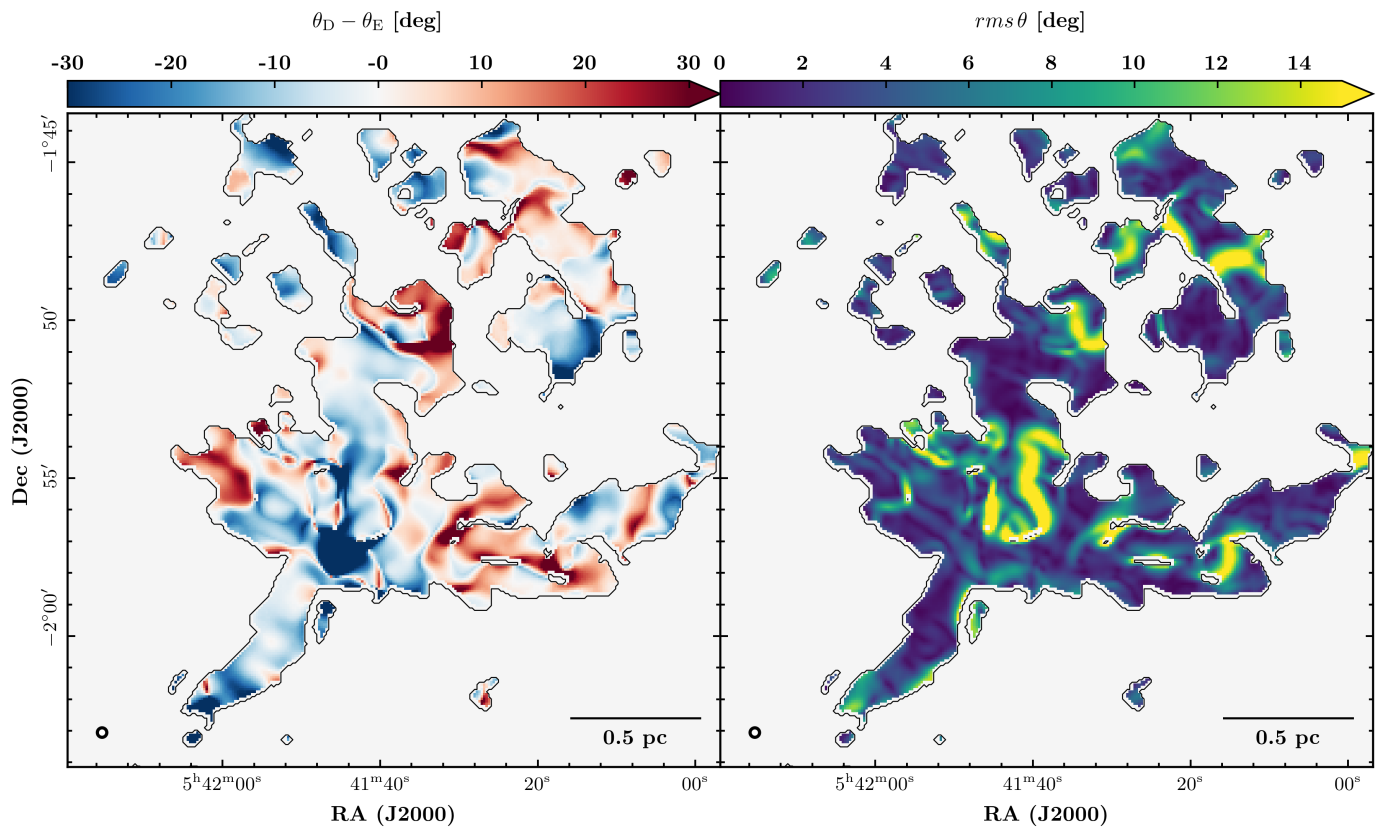 θD − θE [deg]
-30 -20 -10 -0 10 20 30
rms θ [deg]
0 2 4 6 8 10 12 14
−1°45′
50′
55′
−2°00′
Dec (J2000)
0.5 pc
0.5 pc
5h42m00s 41m40s 20s 00s
5h42m00s 41m40s 20s 00s
RA (J2000)
RA (J2000)